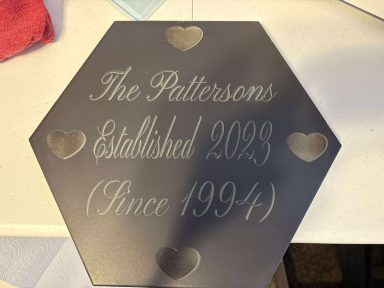 The Pattersons
Established 2023
(Since 1994)